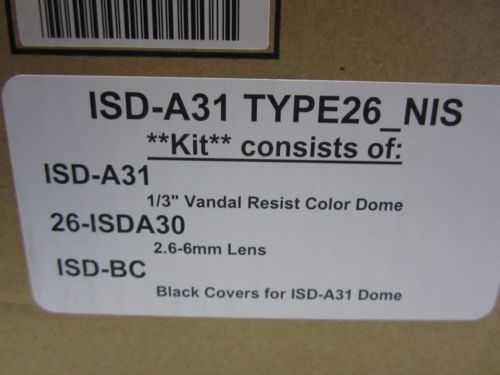 ISD-A31 TYPE26_NIS
**Kit** consists of:
ISD-A31
1/3" Vandal Resist Color Dome
26-ISDA30
2.6-6mm Lens
ISD-BC
Black Covers for ISD-A31 Dome